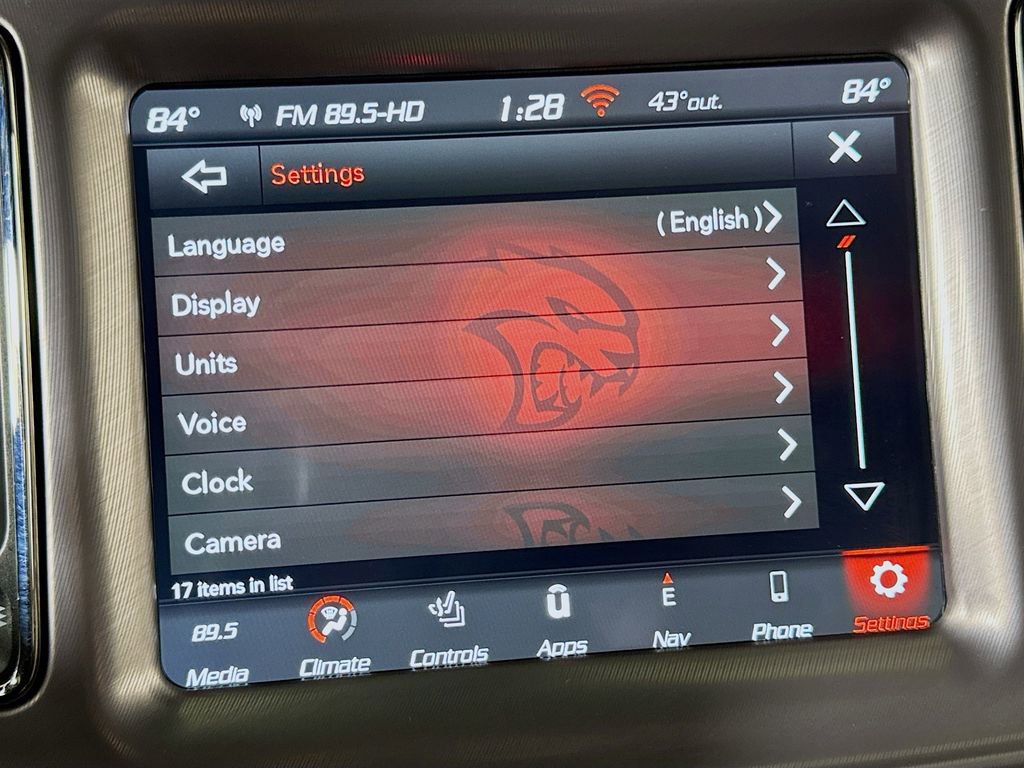 84° FM 89.5-HD 1:28 43°out. 84°
Settings
Language (English)
Display
Units
Voice
Clock
Camera
17 items in list
89.5 E
Media Climate Controls Apps Nav Phone Settings